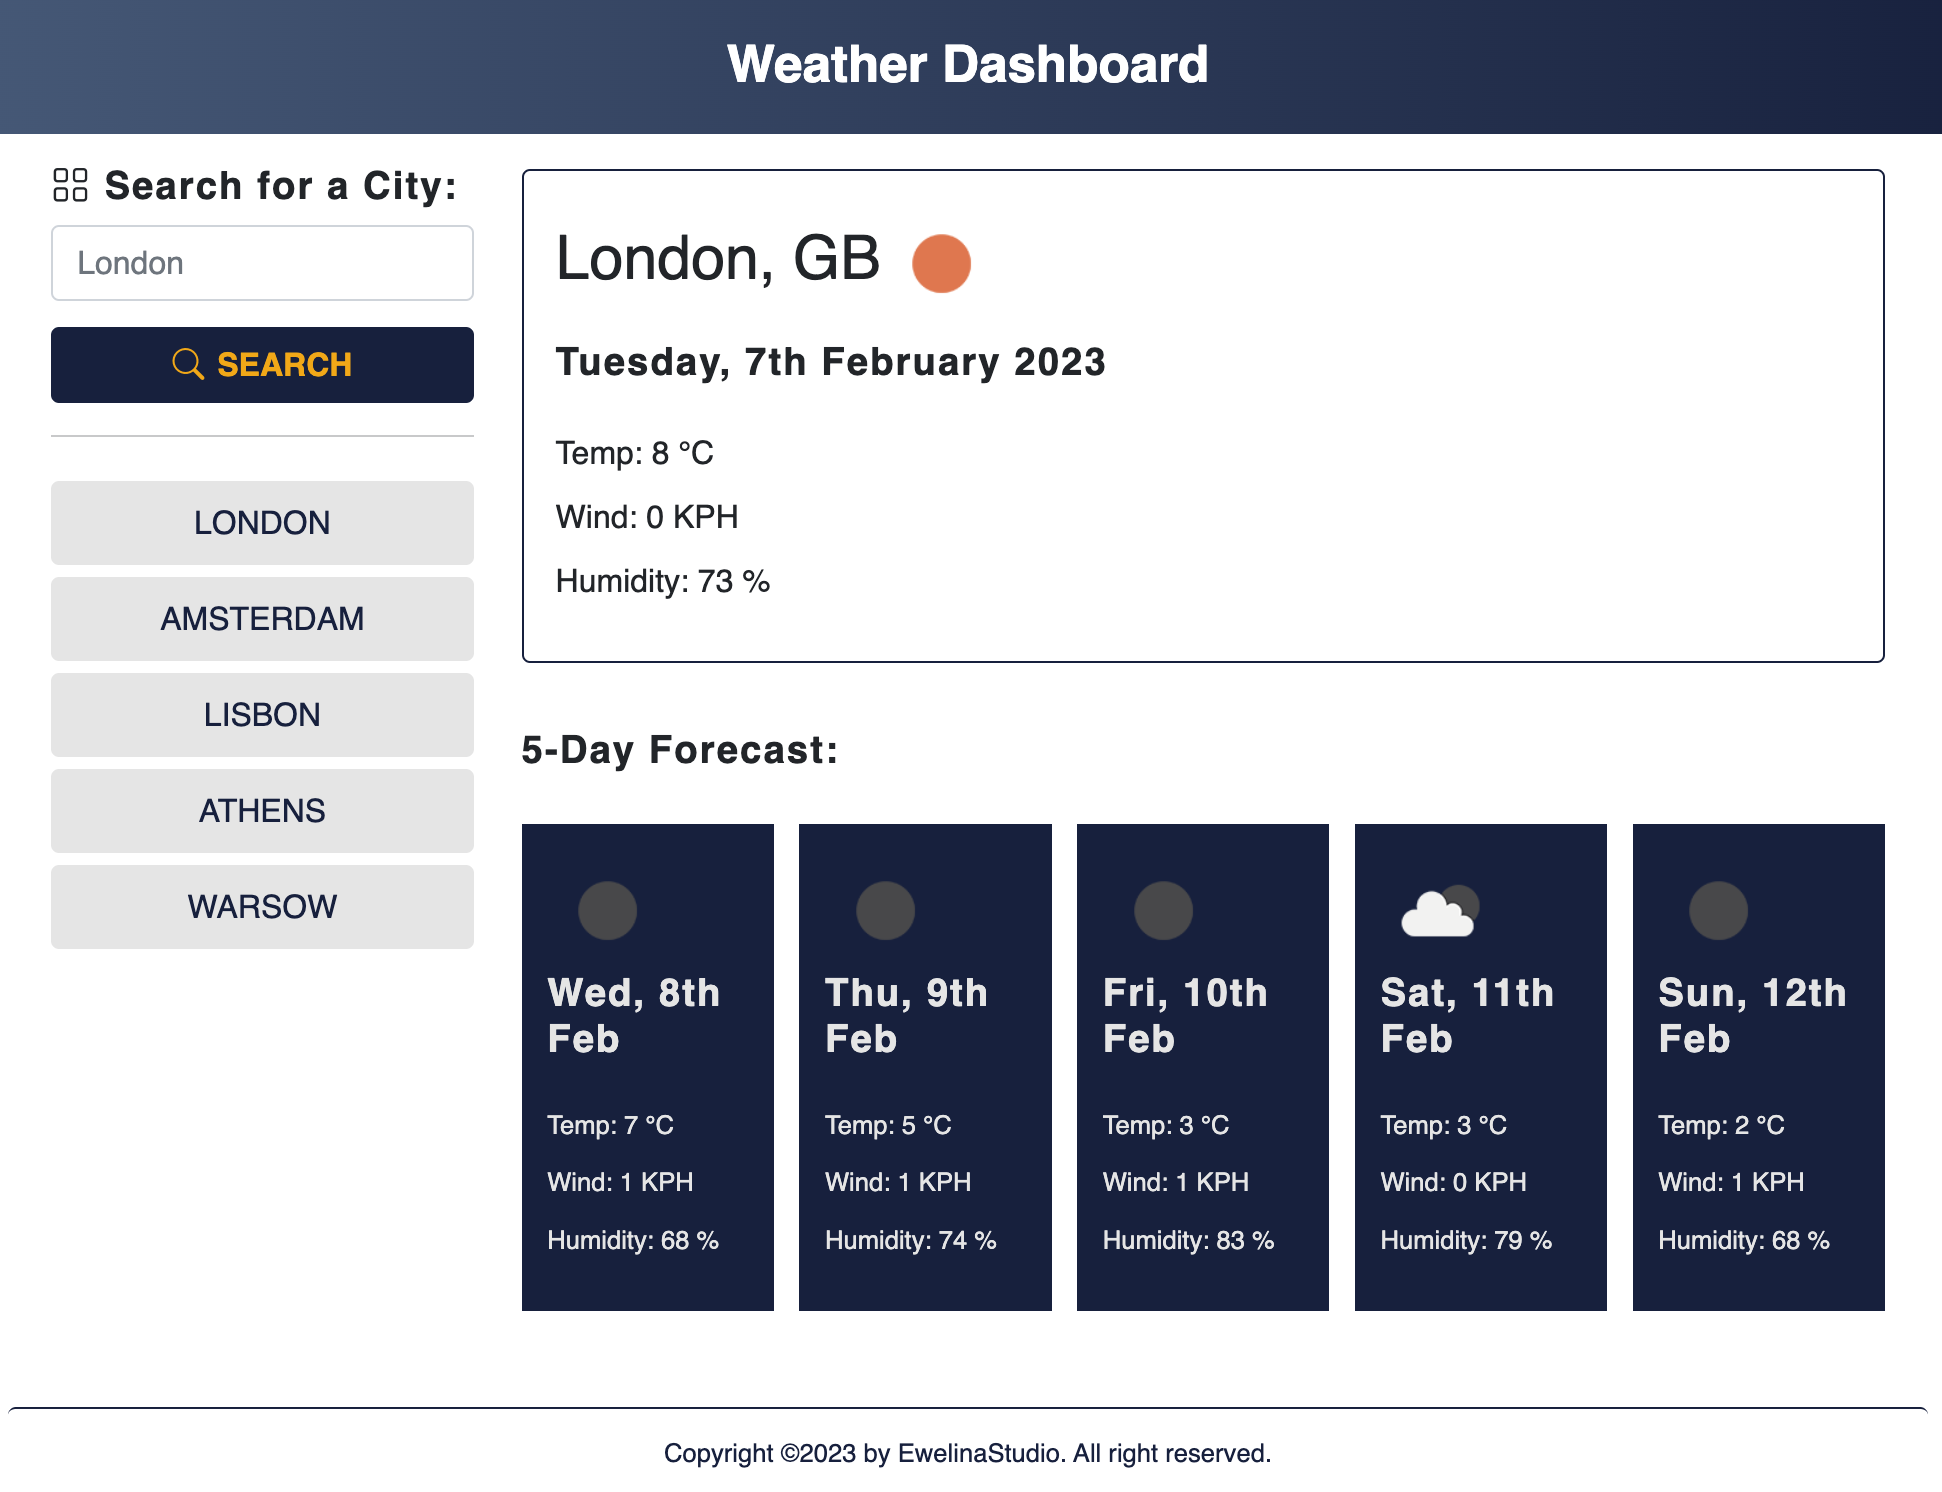 Weather Dashboard
Search for a City:
London
SEARCH
LONDON
AMSTERDAM
LISBON
ATHENS
WARSOW
London, GB
Tuesday, 7th February 2023
Temp: 8 °C
Wind: 0 KPH
Humidity: 73 %
5-Day Forecast:
Wed, 8th
Feb
Temp: 7 °C
Wind: 1 KPH
Humidity: 68 %
Thu, 9th
Feb
Temp: 5 °C
Wind: 1 KPH
Humidity: 74 %
Fri, 10th
Feb
Temp: 3 °C
Wind: 1 KPH
Humidity: 83 %
Sat, 11th
Feb
Temp: 3 °C
Wind: 0 KPH
Humidity: 79 %
Sun, 12th
Feb
Temp: 2 °C
Wind: 1 KPH
Humidity: 68 %
Copyright ©2023 by EwelinaStudio. All right reserved.